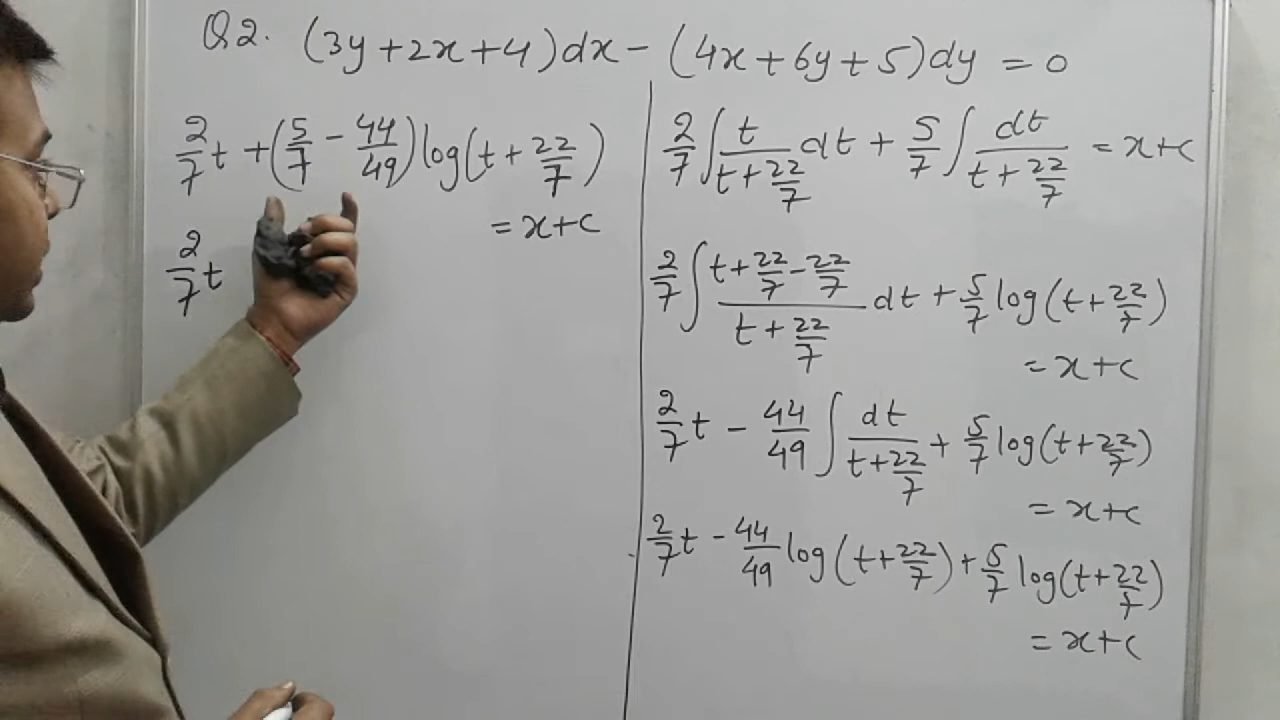 Q2. (3y+2x+4)dx - (4x+6y+5)dy = 0
2/7 t + (5/7 - 44/49) log(t + 22/7)
= x+c
2/7 t
2/7 ∫ t/(t+22/7) dt + 5/7 ∫ dt/(t+22/7) = x+c
2/7 ∫ (t+22/7-22/7)/(t+22/7) dt + 5/7 log(t+22/7)
= x+c
2/7 t - 44/49 ∫ dt/(t+22/7) + 5/7 log(t+22/7)
= x+c
2/7 t - 44/49 log(t+22/7) + 5/7 log(t+22/7)
= x+c